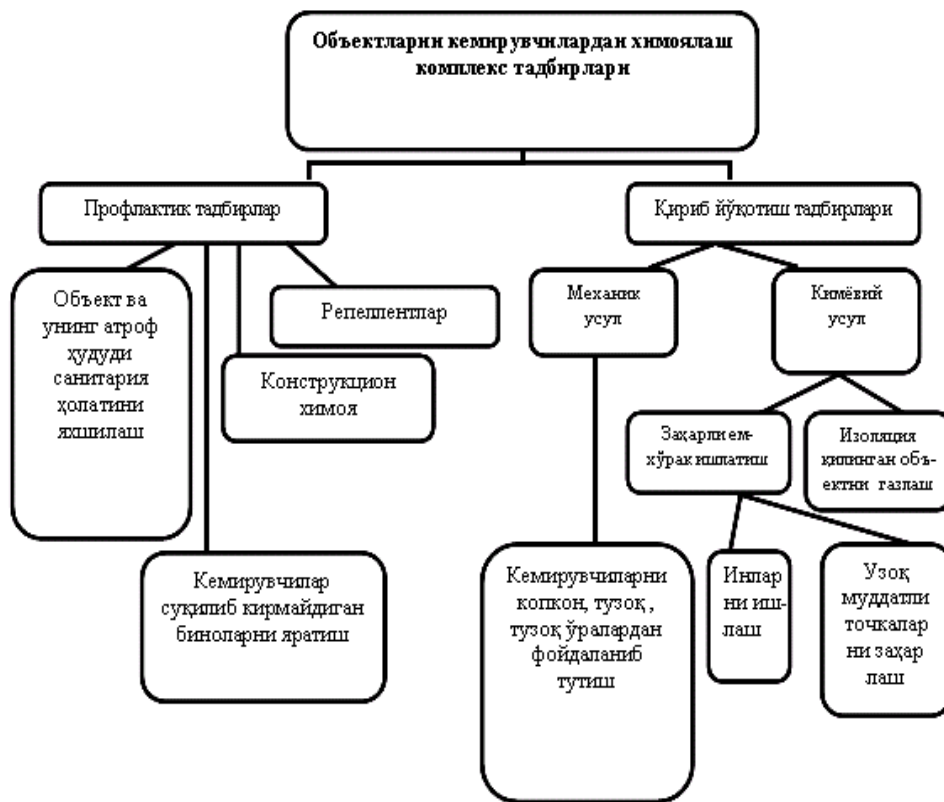 Объектларни кемирувчилардан химоялаш
комплекс тадбирлари
Профлактик тадбирлар
Қириб йўқотиш тадбирлари
Объект ва
унинг атроф
ҳудуди
санитария
ҳолатини
яхшилаш
Репеллентлар
Конструкцион
химоя
Механик
усул
Кимёвий
усул
Заҳарли ем-
хўрак ишлатиш
Изоляция
қилинган объ-
ектни газлаш
Кемирувчилар
суқилиб кирмайдиган
биноларни яратиш
Кемирувчиларни
копкон, тузоқ ,
тузоқ ўралардан
фойдаланиб
тутиш
Инлар
ни иш-
лаш
Узоқ
муддатли
точкалар
ни заҳар
лаш